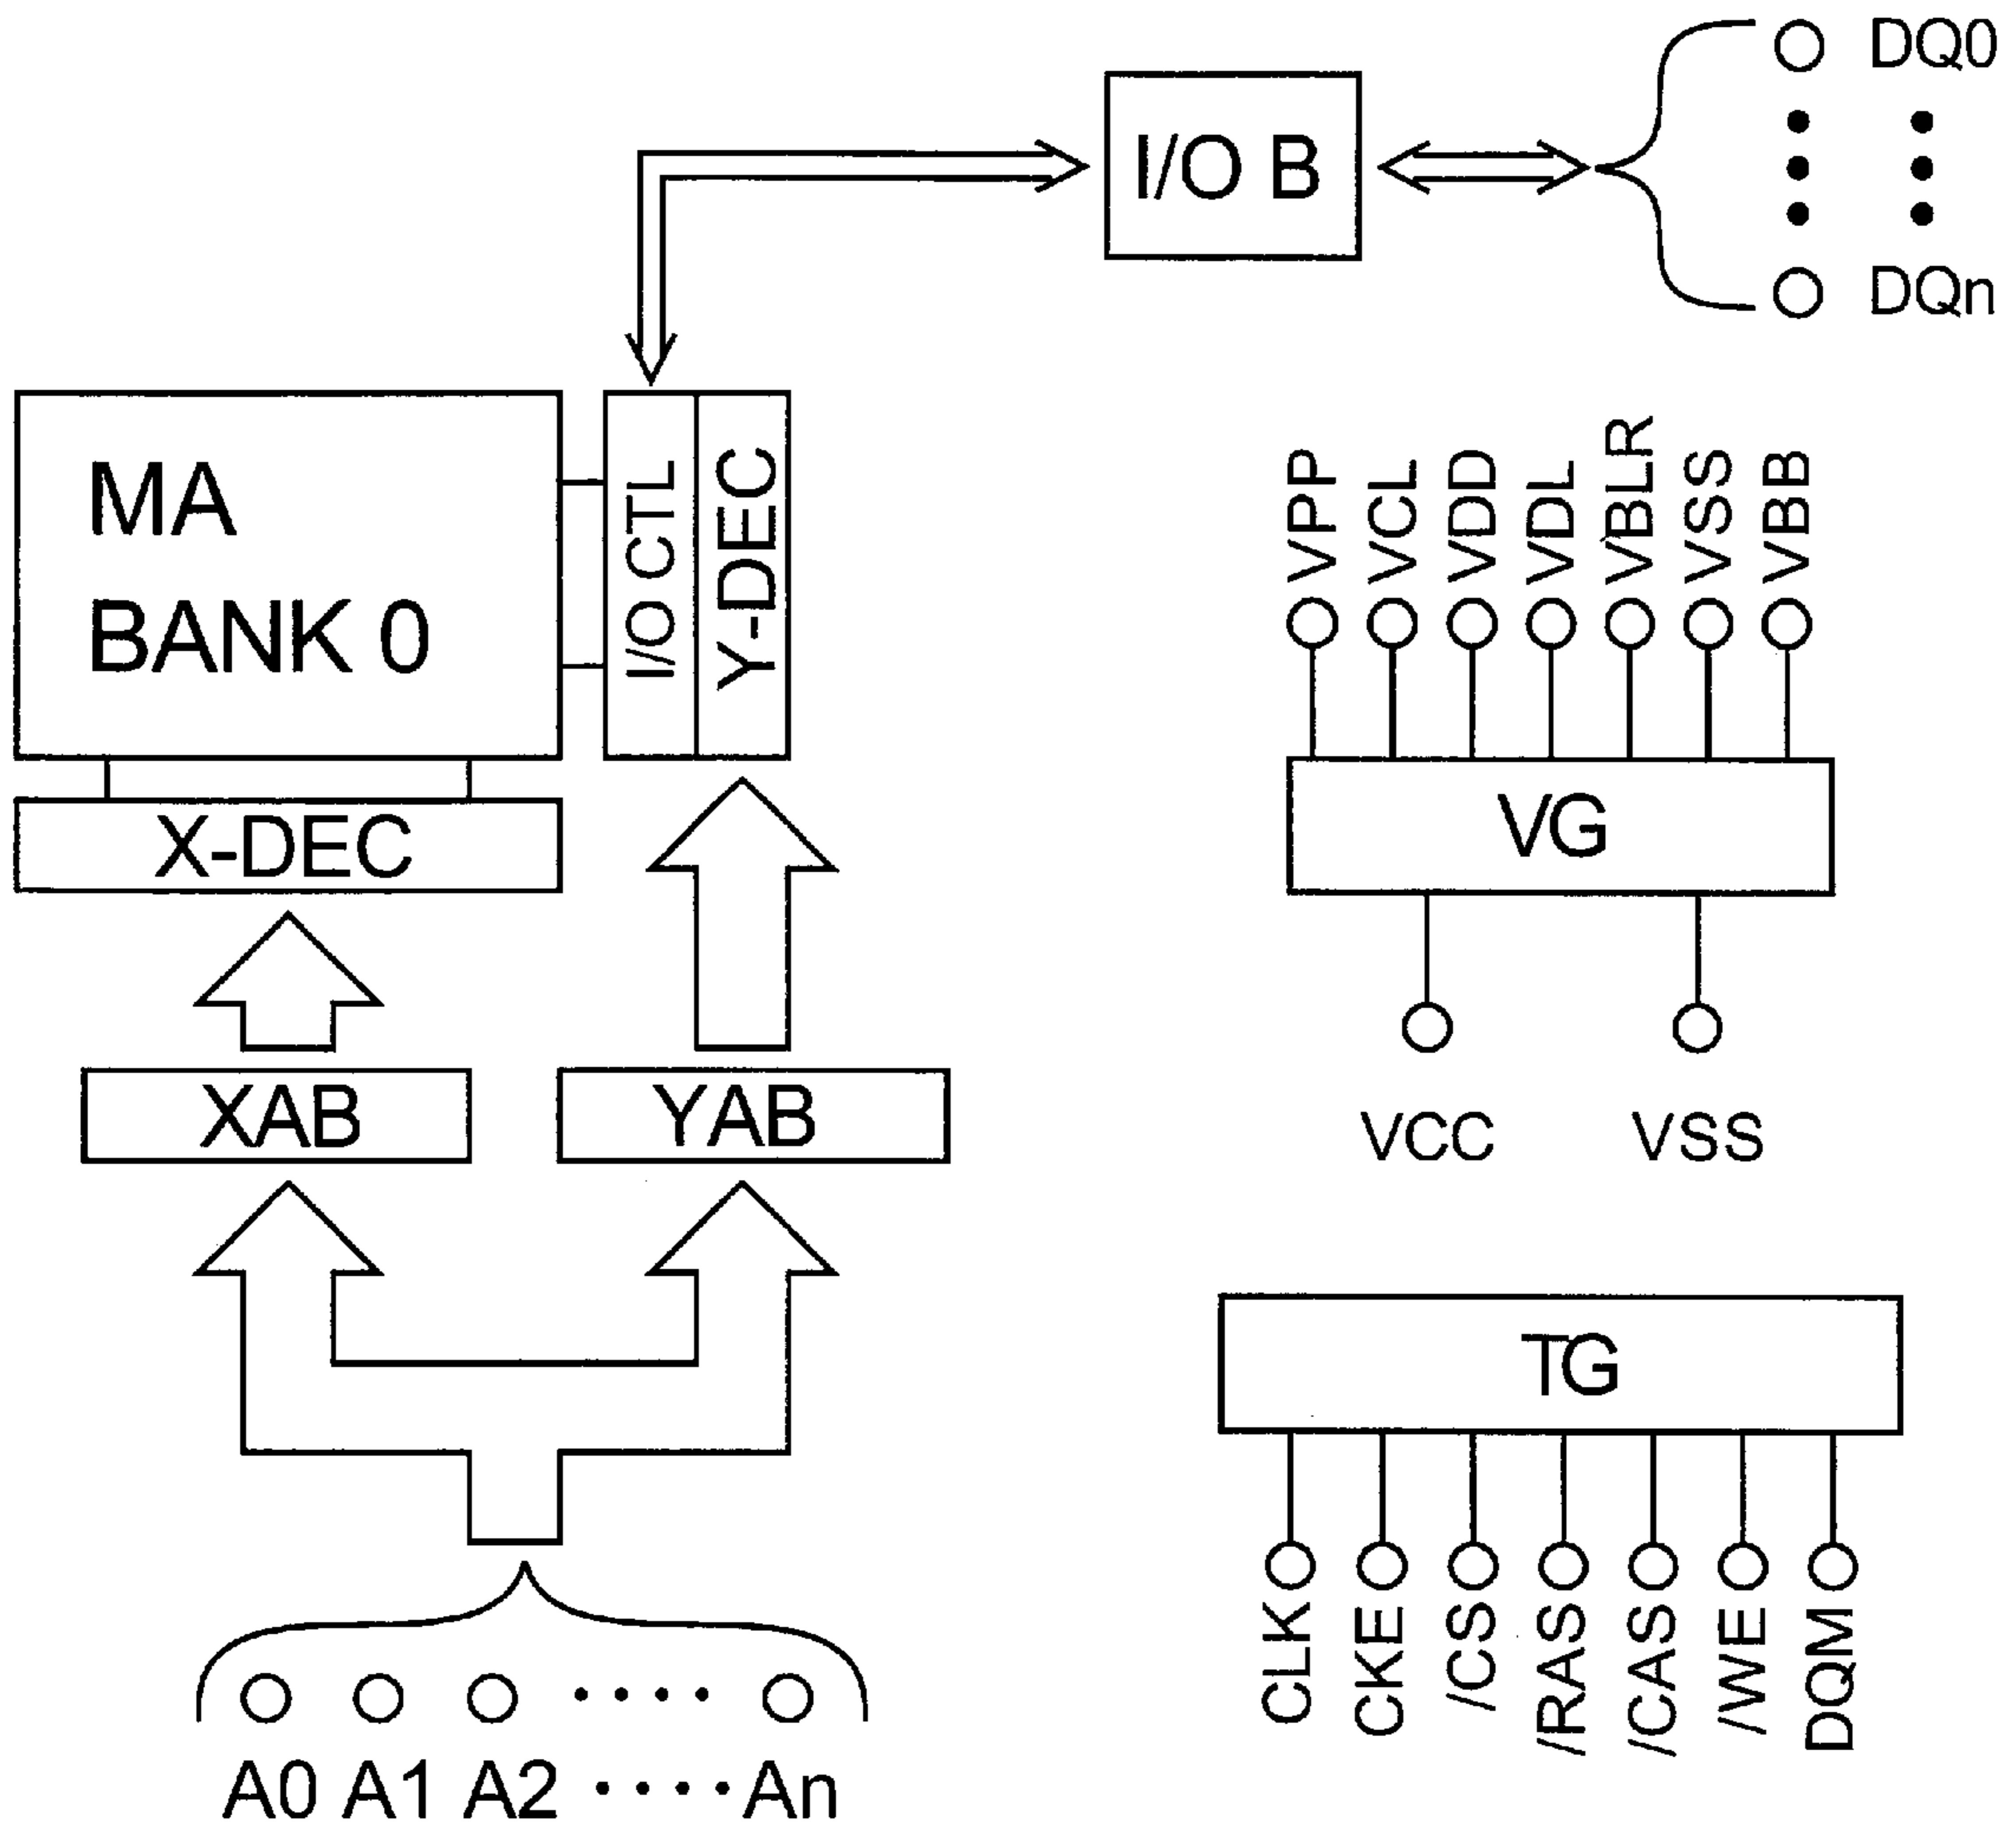 DQ0
I/O B
DQn
MA
BANK 0
I/O CTL
Y-DEC
VPP
VCL
VDD
VDL
VBLR
VSS
VBB
X-DEC
VG
XAB
YAB
VCC
VSS
TG
CLK
CKE
/CS
/RAS
/CAS
/WE
DQM
A0 A1 A2 ···· An